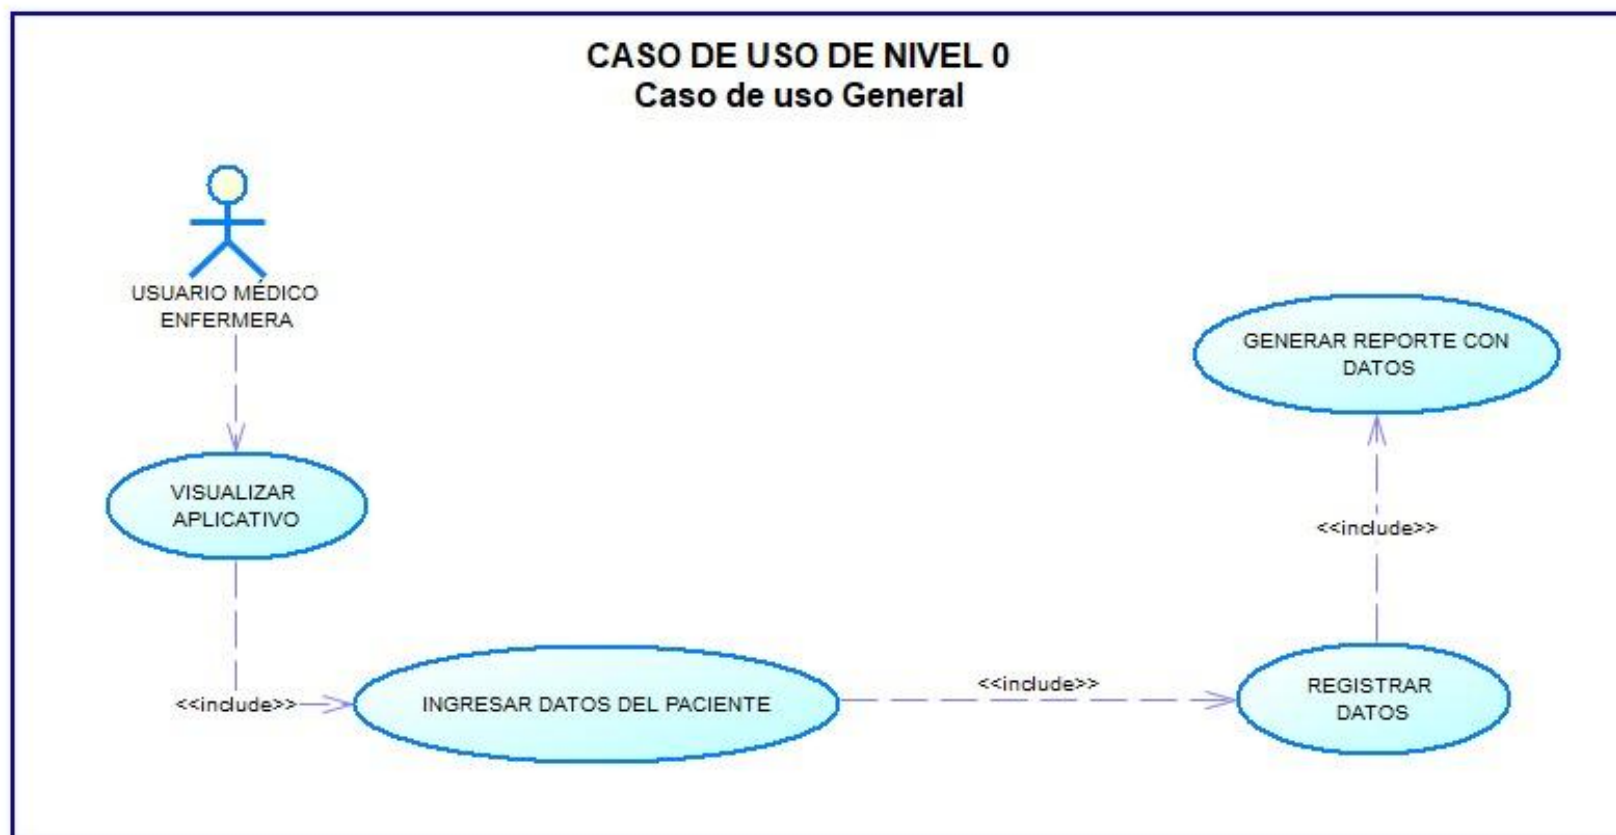 CASO DE USO DE NIVEL 0
Caso de uso General
USUARIO MÉDICO
ENFERMERA
GENERAR REPORTE CON
DATOS
VISUALIZAR
APLICATIVO
<<include>>
<<include>>
INGRESAR DATOS DEL PACIENTE
<<include>>
REGISTRAR
DATOS